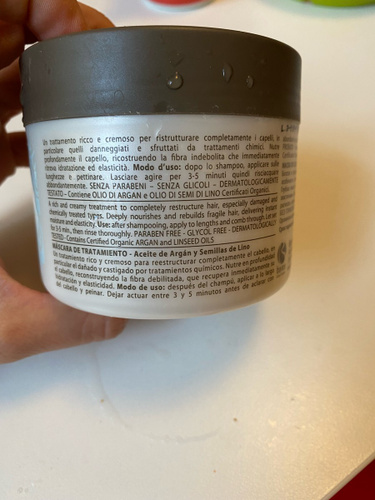 Un trattamento ricco e cremoso per ristrutturare completamente i capelli, in
particolare quelli danneggiati e sfruttati da trattamenti chimici. Nutre
profondamente il capello, ricostruendo la fibra indebolita che immediatamente
ritrova idratazione ed elasticità. Modo d'uso: dopo lo shampoo, applicare sulle
lunghezze e pettinare. Lasciare agire per 3-5 minuti quindi risciacquare
abbondantemente. SENZA PARABENI - SENZA GLICOLI - DERMATOLOGICAMENTE
TESTATO - Contiene OLIO DI ARGAN e OLIO DI SEMI DI LINO Certificati Organici.
A rich and creamy treatment to completely restructure hair, especially damaged and
chemically treated types. Deeply nourishes and rebuilds fragile hair, delivering instant
moisture and elasticity. Use: after shampooing, apply to lengths and comb through. Leave
for 3-5 min, then rinse thoroughly. PARABEN FREE - GLYCOL FREE - DERMATOLOGICALLY
TESTED - Contains Certified Organic ARGAN and LINSEED OILS
MÁSCARA DE TRATAMIENTO - Aceite de Argán y Semillas de Lino
Un tratamiento rico y cremoso para reestructurar completamente el cabello, en
particular el dañado y castigado por tratamientos químicos. Nutre en profundidad
el cabello, reconstruyendo la fibra debilitada, que recupera inmediatamente su
hidratación y elasticidad. Modo de uso: después del champú, aplicar a lo largo
del cabello y peinar. Dejar actuar entre 3 y 5 minutos antes de aclarar con